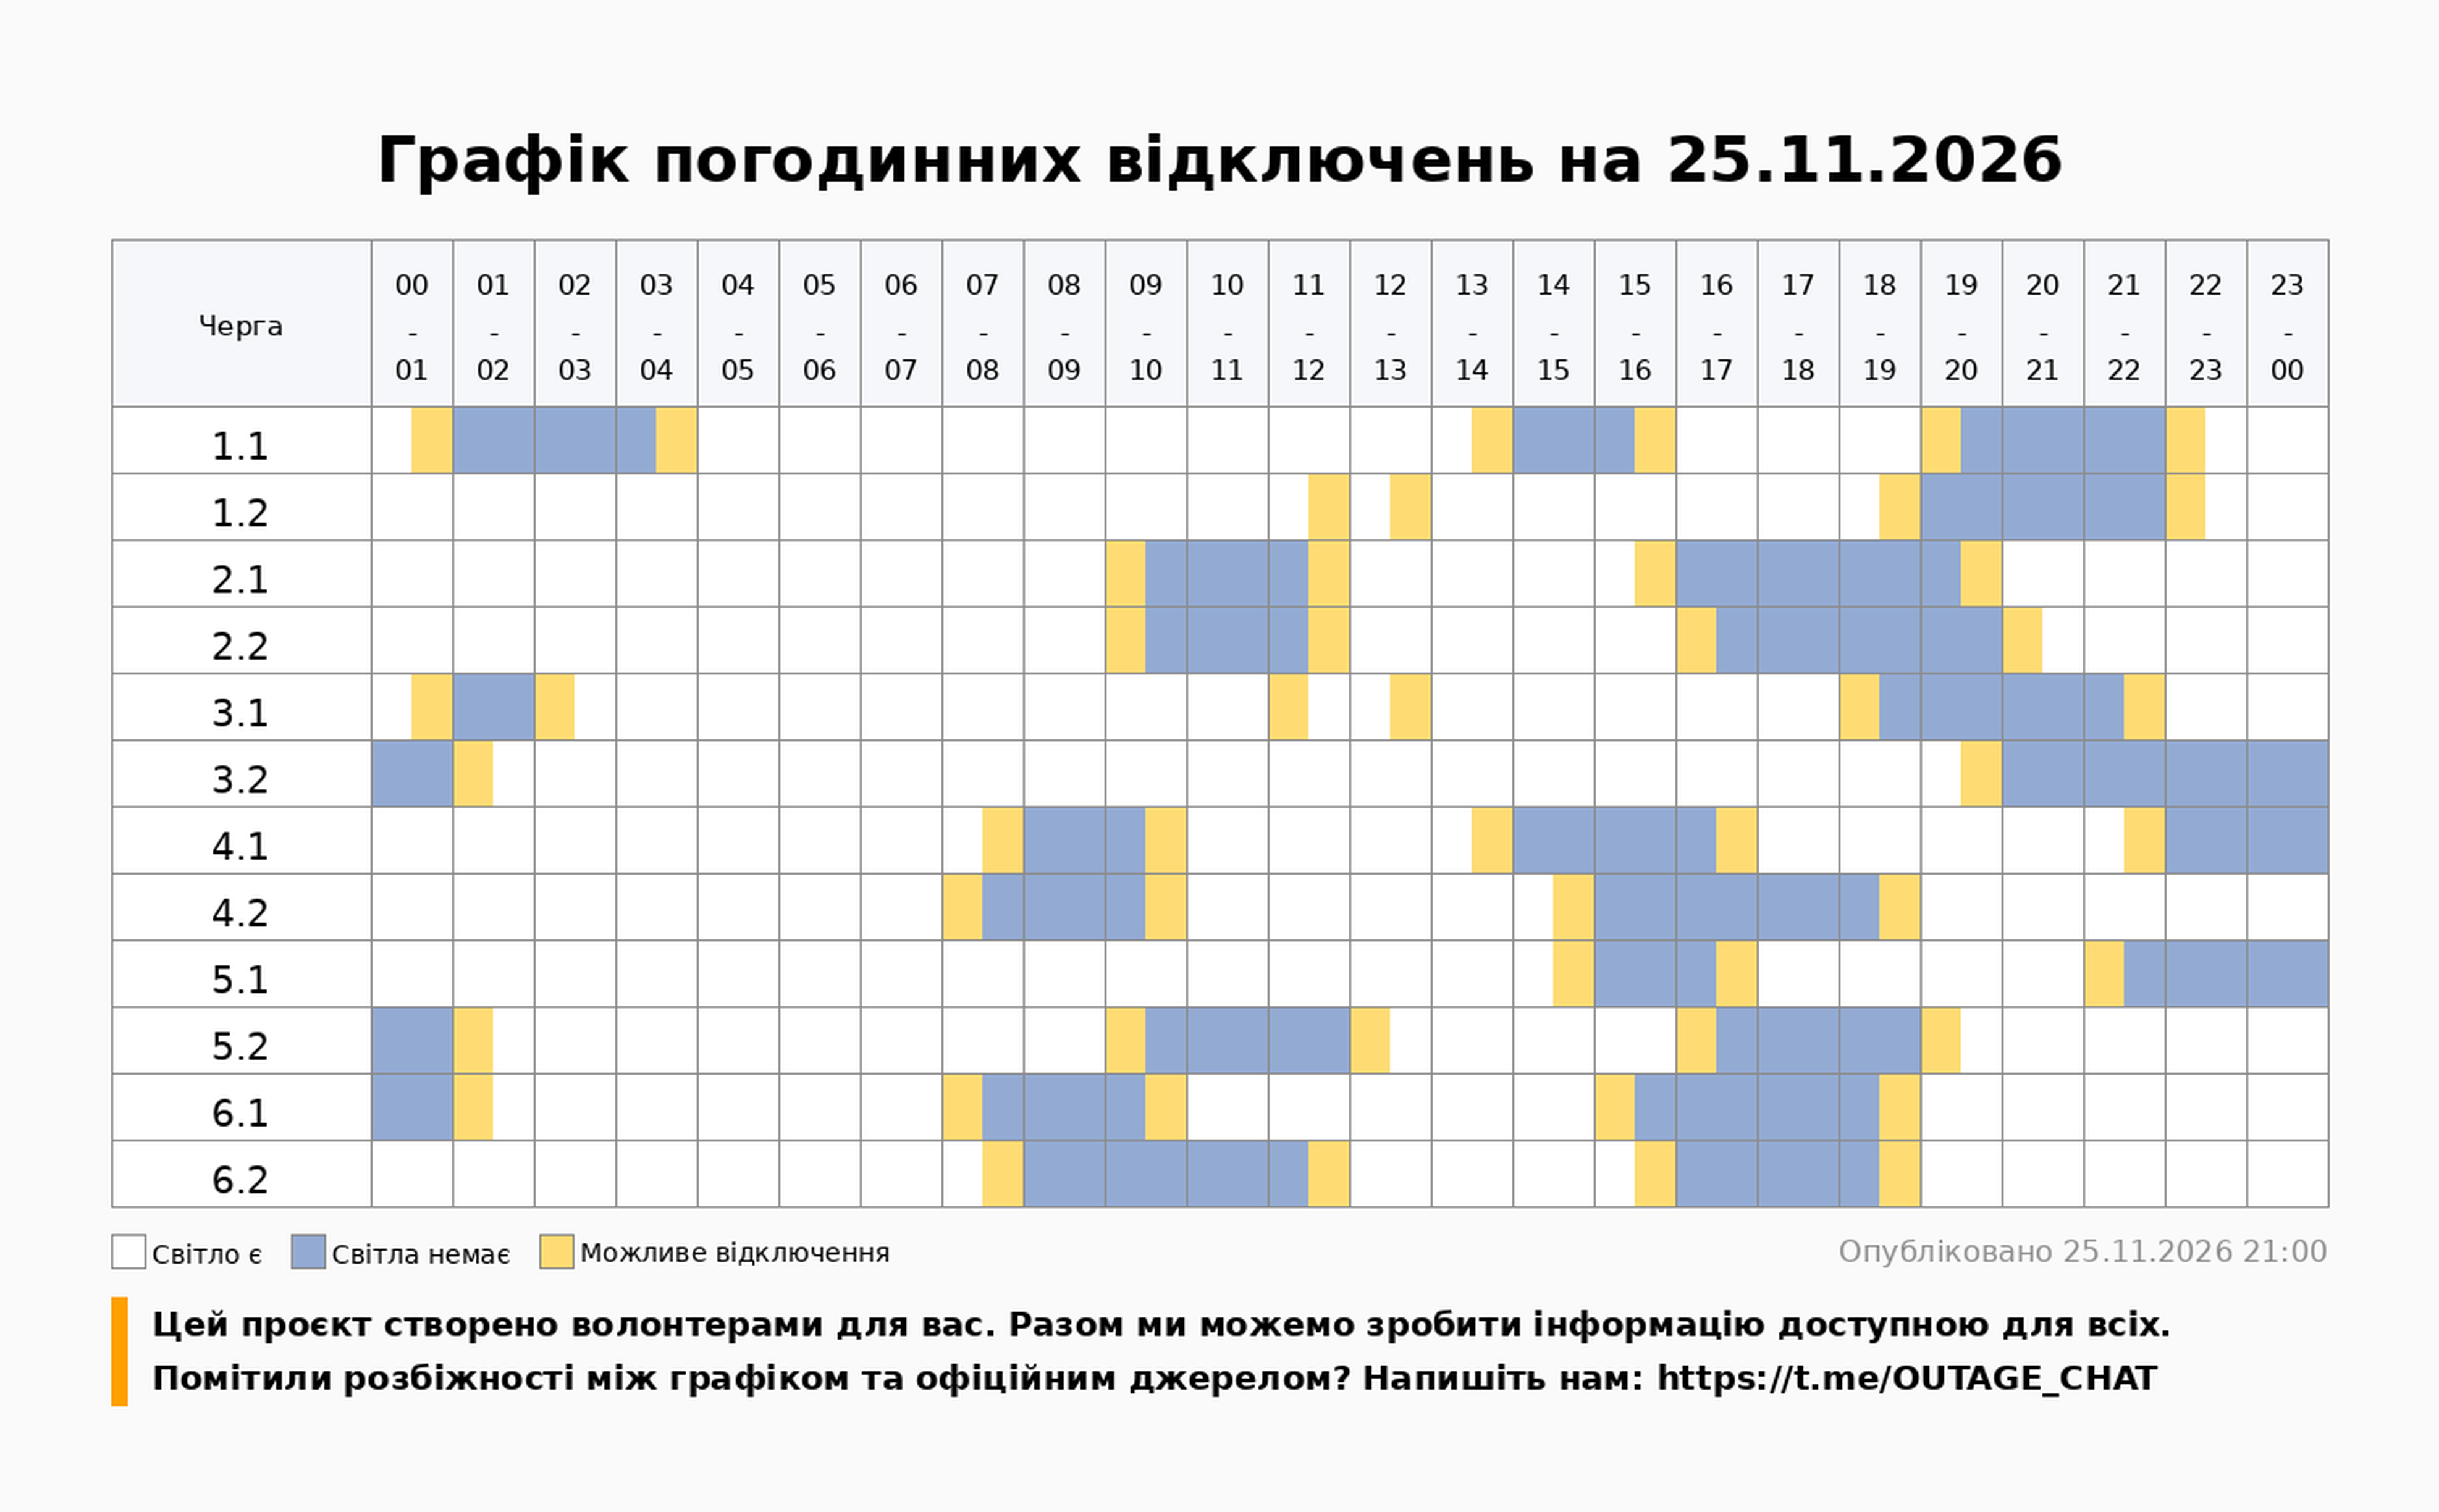 Графік погодинних відключень на 25.11.2026
Черга 00 - 01 01 - 02 02 - 03 03 - 04 04 - 05 05 - 06 06 - 07 07 - 08 08 - 09 09 - 10 10 - 11 11 - 12 12 - 13 13 - 14 14 - 15 15 - 16 16 - 17 17 - 18 18 - 19 19 - 20 20 - 21 21 - 22 22 - 23 23 - 00
1.1
1.2
2.1
2.2
3.1
3.2
4.1
4.2
5.1
5.2
6.1
6.2
Світло є Світла немає Можливе відключення Опубліковано 25.11.2026 21:00
Цей проєкт створено волонтерами для вас. Разом ми можемо зробити інформацію доступною для всіх.
Помітили розбіжності між графіком та офіційним джерелом? Напишіть нам: https://t.me/OUTAGE_CHAT